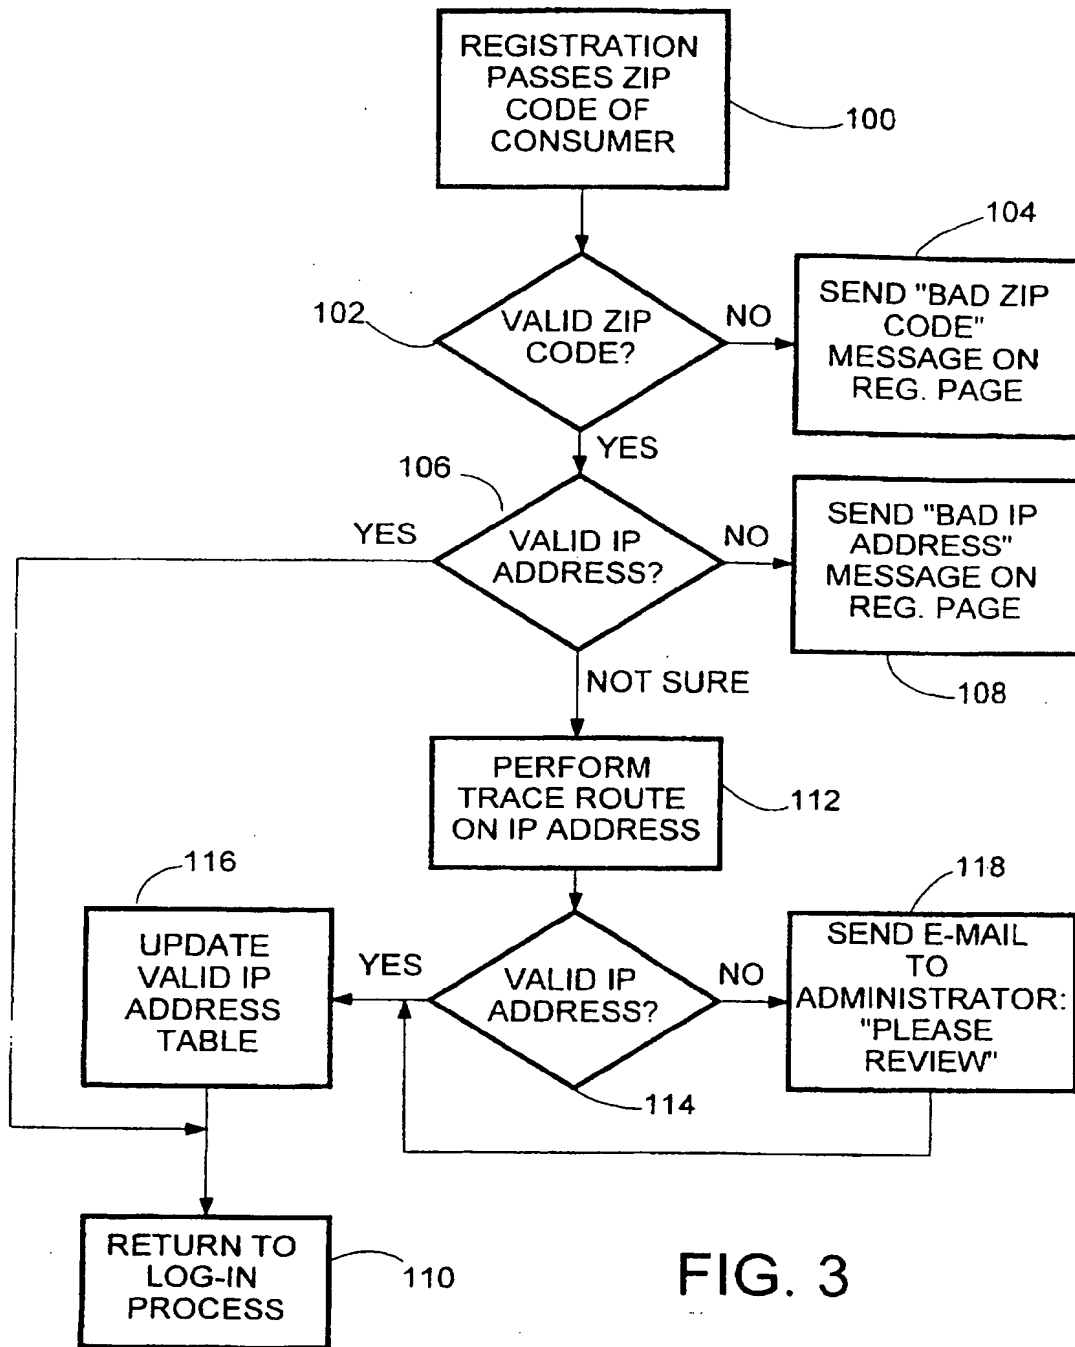 REGISTRATION
PASSES ZIP
CODE OF
CONSUMER
100
104
102
VALID ZIP
CODE?
NO
SEND "BAD ZIP
CODE"
MESSAGE ON
REG. PAGE
YES
106
YES
VALID IP
ADDRESS?
NO
SEND "BAD IP
ADDRESS"
MESSAGE ON
REG. PAGE
108
NOT SURE
PERFORM
TRACE ROUTE
ON IP ADDRESS
112
116
118
UPDATE
VALID IP
ADDRESS
TABLE
YES
VALID IP
ADDRESS?
NO
SEND E-MAIL
TO
ADMINISTRATOR:
"PLEASE
REVIEW"
114
RETURN TO
LOG-IN
PROCESS
110
FIG. 3